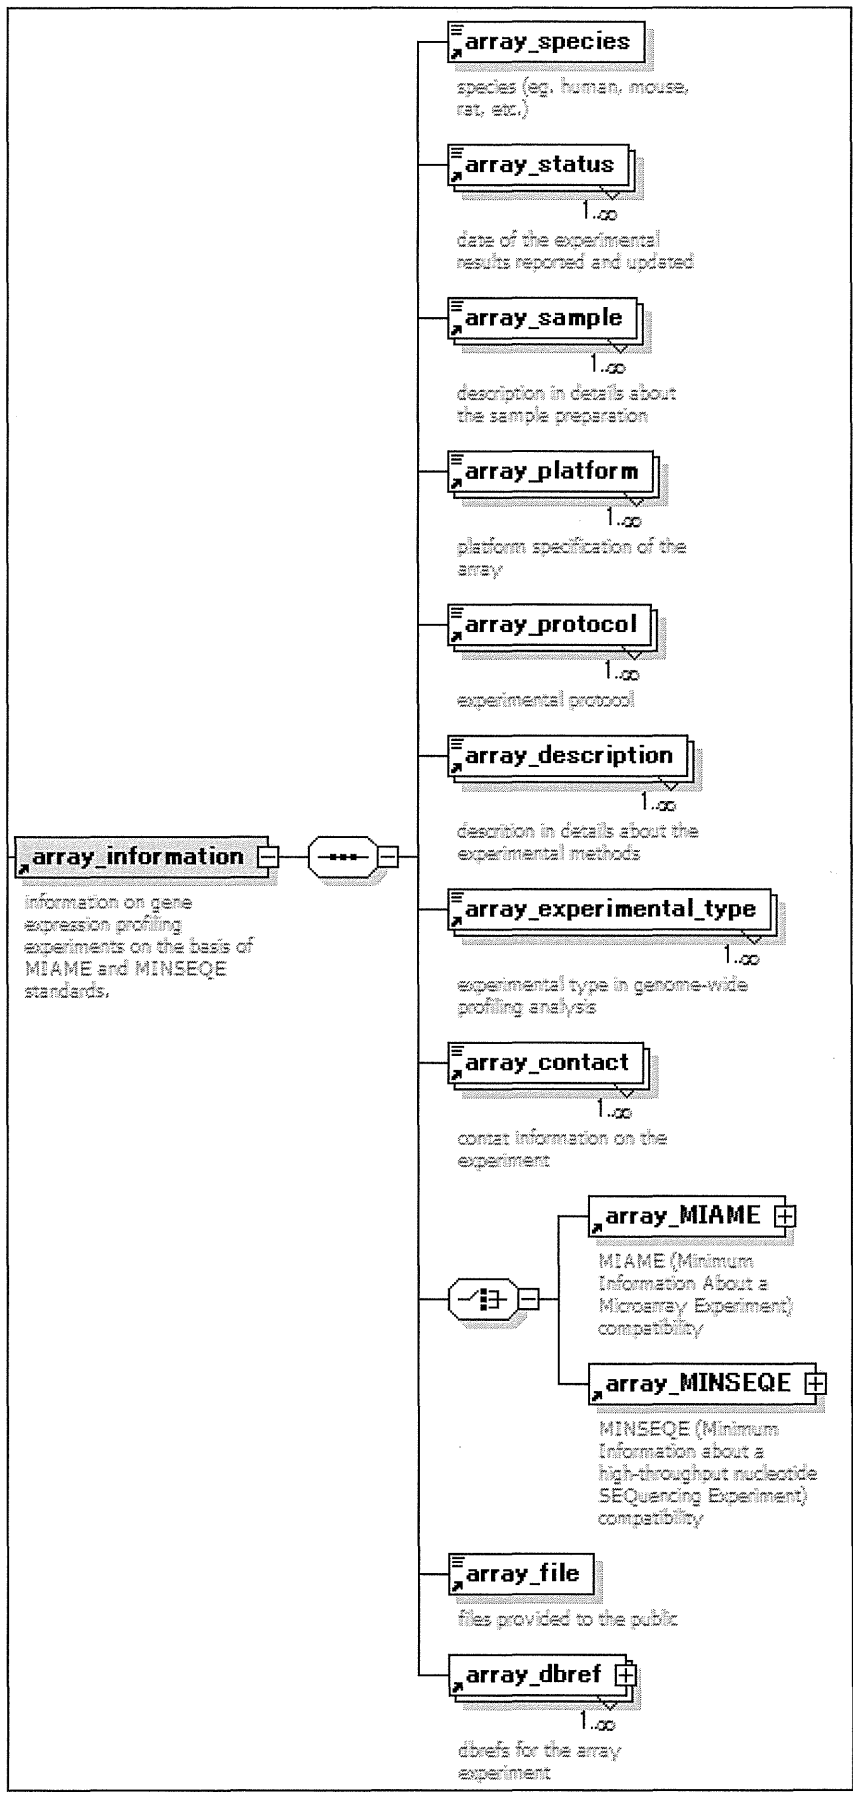 array_species
species (eg. human, mouse,
rat, etc.)
array_status
1..∞
date of the experimental
results reported and updated
array_sample
1..∞
description in details about
the sample preparation
array_platform
1..∞
platform specification of the
array
array_protocol
1..∞
experimental protocol
array_description
1..∞
descrition in details about the
experimental methods
array_information
information on gene
expression profiling
experiments on the basis of
MIAME and MINSEQE
standards.
array_experimental_type
1..∞
experimental type in genome-wide
profiling analysis
array_contact
1..∞
contat information on the
experiment
array_MIAME
MIAME (Minimum
Information About a
Microarray Experiment)
compatibility
array_MINSEQE
MINSEQE (Minimum
Information about a
high-throughput nucleotide
SEQuencing Experiment)
compatibility
array_file
files provided to the public
array_dbref
1..∞
dbrefs for the array
experiment